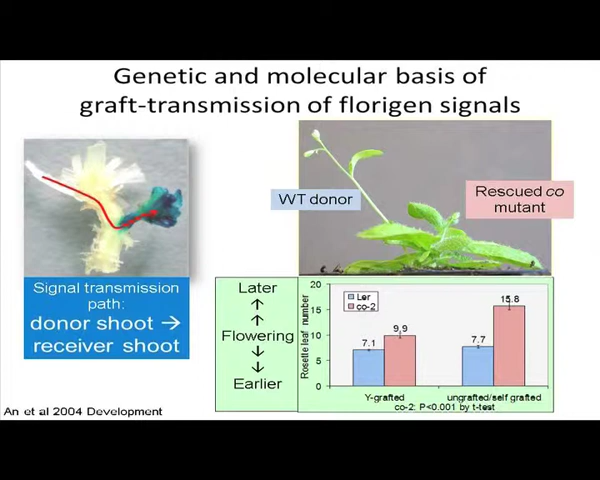 Genetic and molecular basis of
graft-transmission of florigen signals
WT donor
Rescued co
mutant
Signal transmission
path:
donor shoot →
receiver shoot
Later
↑
↑
Flowering
↓
↓
Earlier
Rosette leaf number
20
15
10
5
0
Ler
co-2
7.1
9.9
7.7
15.8
Y-grafted
ungrafted/self grafted
co-2: P<0.001 by t-test
An et al 2004 Development